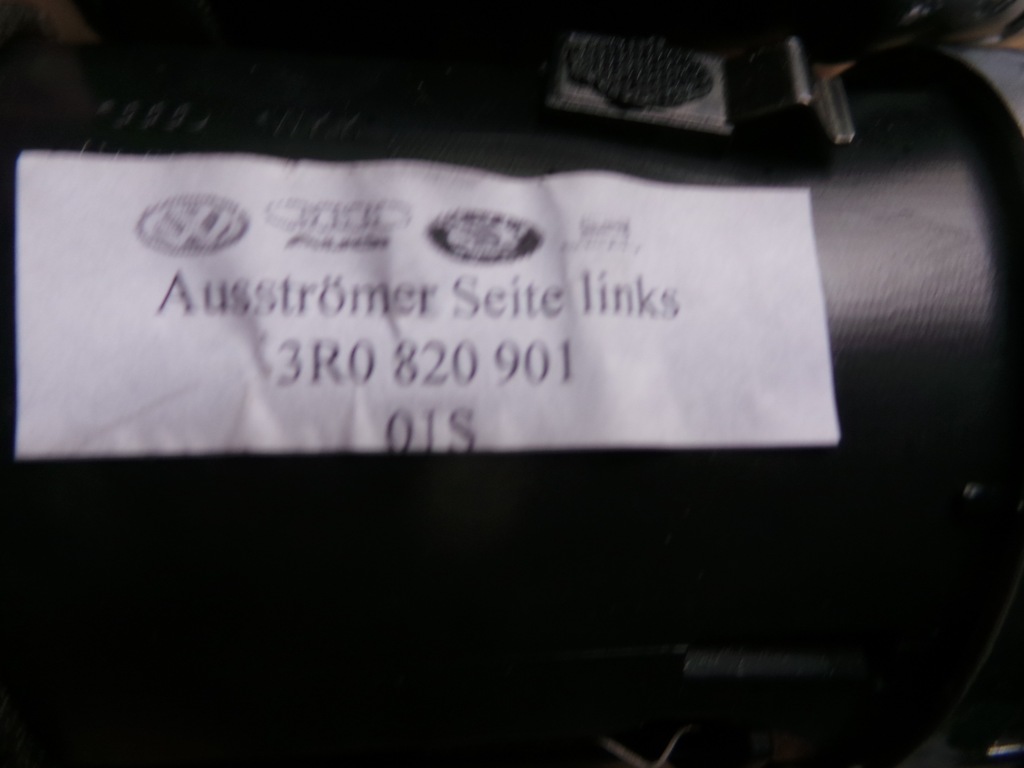 Ausströmer Seite links
3R0 820 901
01S